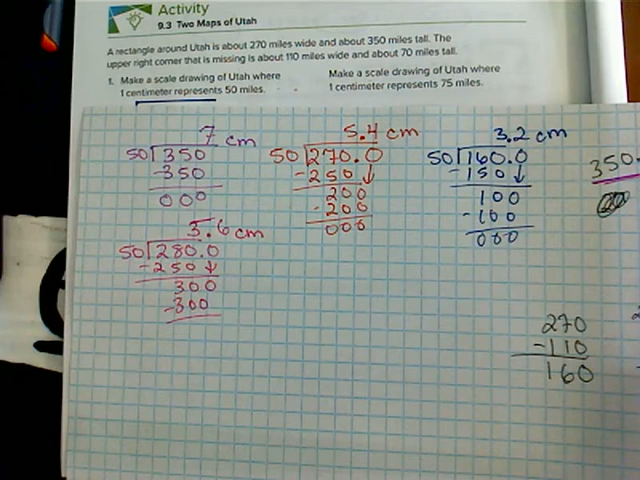 Activity
9.3 Two Maps of Utah
A rectangle around Utah is about 270 miles wide and about 350 miles tall. The
upper right corner that is missing is about 110 miles wide and about 70 miles tall.
1. Make a scale drawing of Utah where
1 centimeter represents 50 miles.
Make a scale drawing of Utah where
1 centimeter represents 75 miles.
7 cm
50)350
-350
000
5.4 cm
50)270.0
-250↓
200
-200
000
3.2 cm
50)160.0
-150↓
100
-100
000
350.
3.6 cm
50)280.0
-250↓
300
-300
270
-110
160